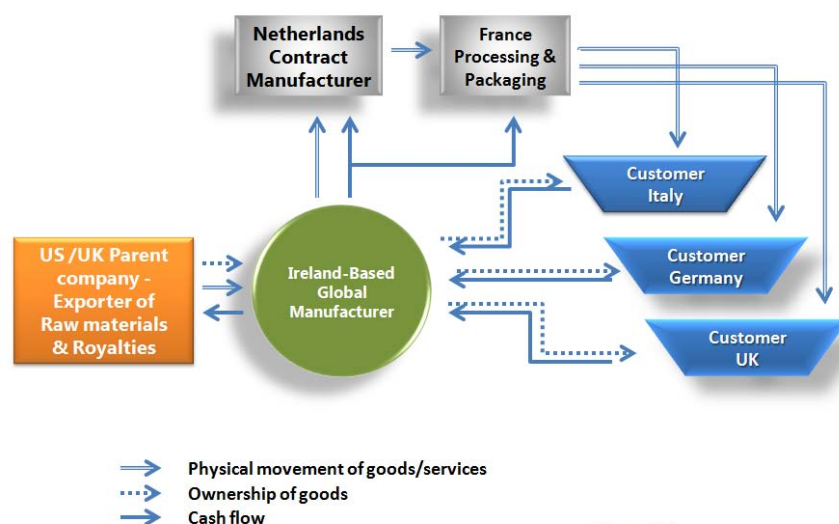 Netherlands
Contract
Manufacturer
France
Processing &
Packaging
Customer
Italy
US /UK Parent
company -
Exporter of
Raw materials
& Royalties
Ireland-Based
Global
Manufacturer
Customer
Germany
Customer
UK
Physical movement of goods/services
Ownership of goods
Cash flow